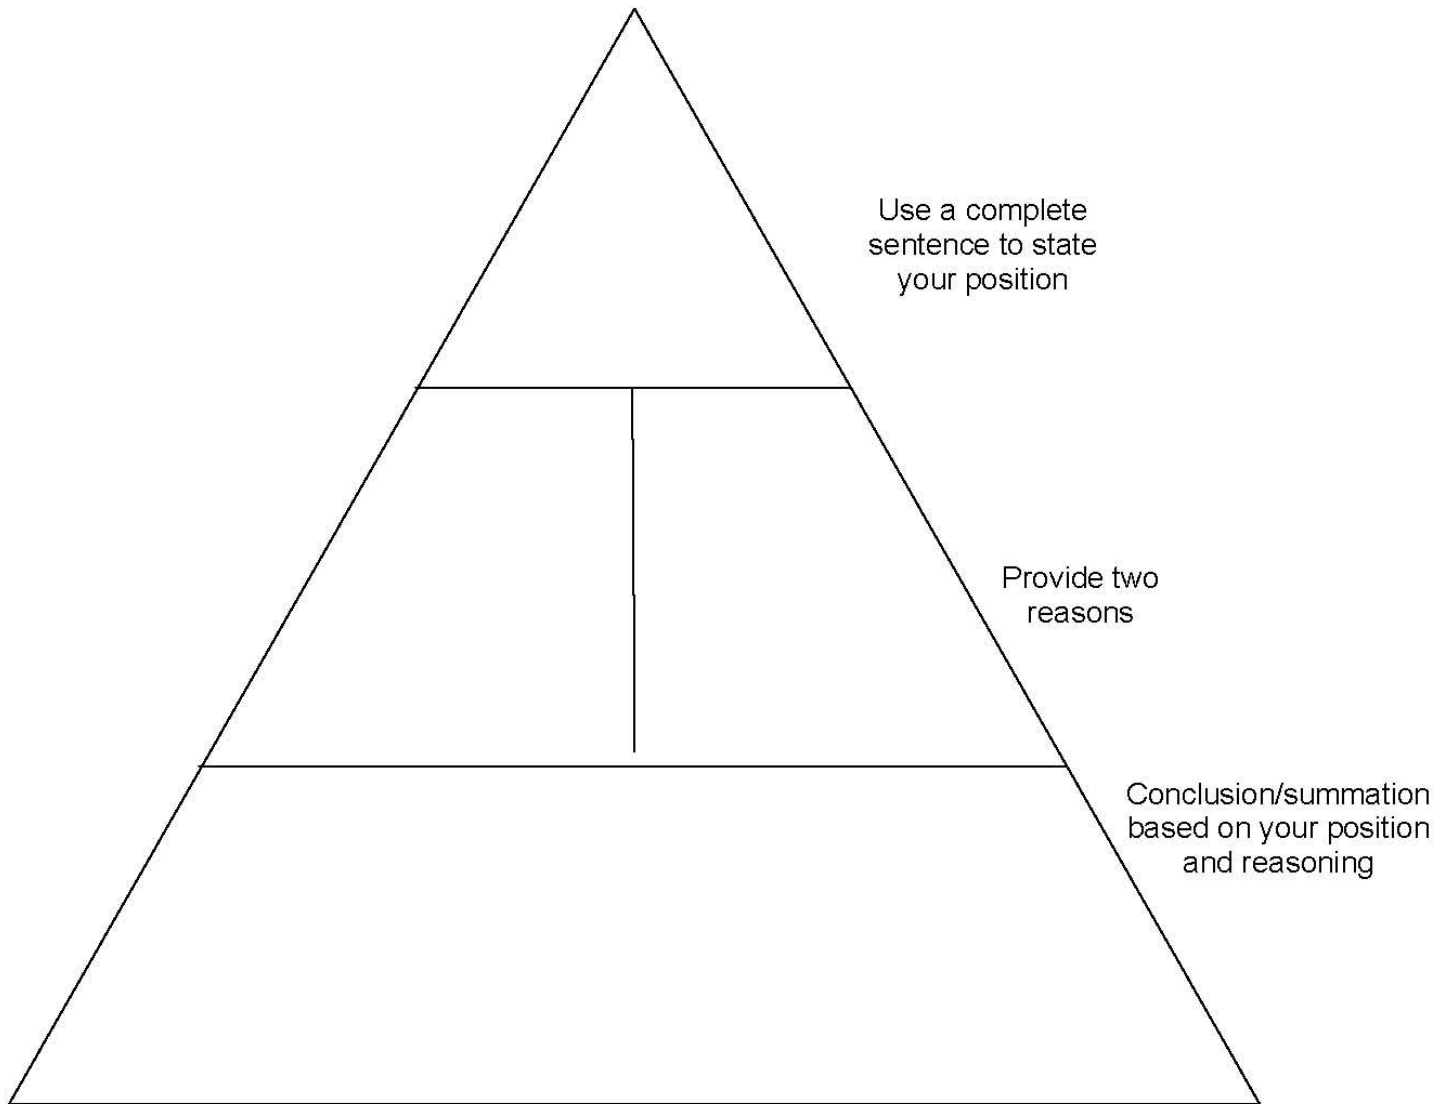 Use a complete
sentence to state
your position
Provide two
reasons
Conclusion/summation
based on your position
and reasoning